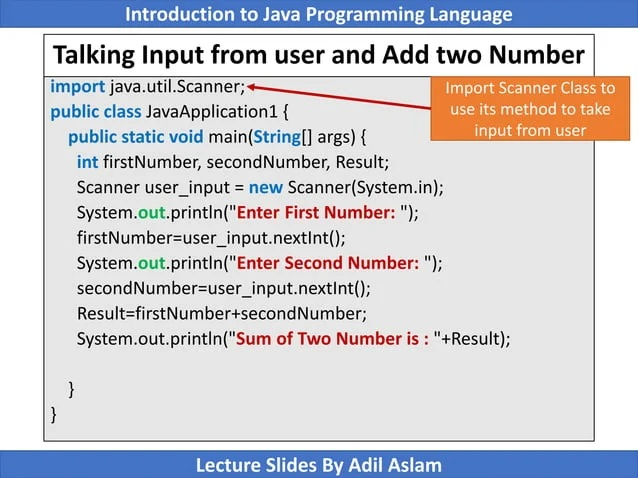 Introduction to Java Programming Language
Talking Input from user and Add two Number
import java.util.Scanner;
public class JavaApplication1 {
public static void main(String[] args) {
int firstNumber, secondNumber, Result;
Scanner user_input = new Scanner(System.in);
System.out.println("Enter First Number: ");
firstNumber=user_input.nextInt();
System.out.println("Enter Second Number: ");
secondNumber=user_input.nextInt();
Result=firstNumber+secondNumber;
System.out.println("Sum of Two Number is : "+Result);
}
}
Import Scanner Class to
use its method to take
input from user
Lecture Slides By Adil Aslam